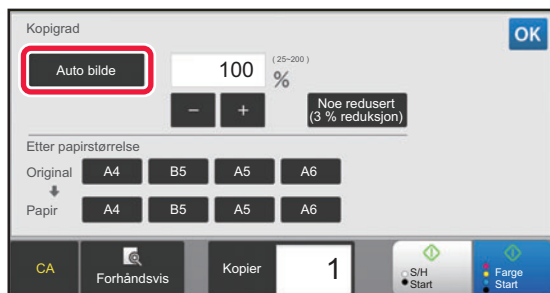 Kopigrad
OK
Auto bilde
100
(25~200)
%
−
+
Noe redusert
(3 % reduksjon)
Etter papirstørrelse
Original A4 B5 A5 A6
Papir A4 B5 A5 A6
CA
Forhåndsvis
Kopier
1
S/H
Start
Farge
Start